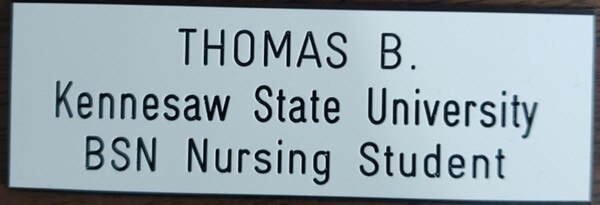 THOMAS B.
Kennesaw State University
BSN Nursing Student